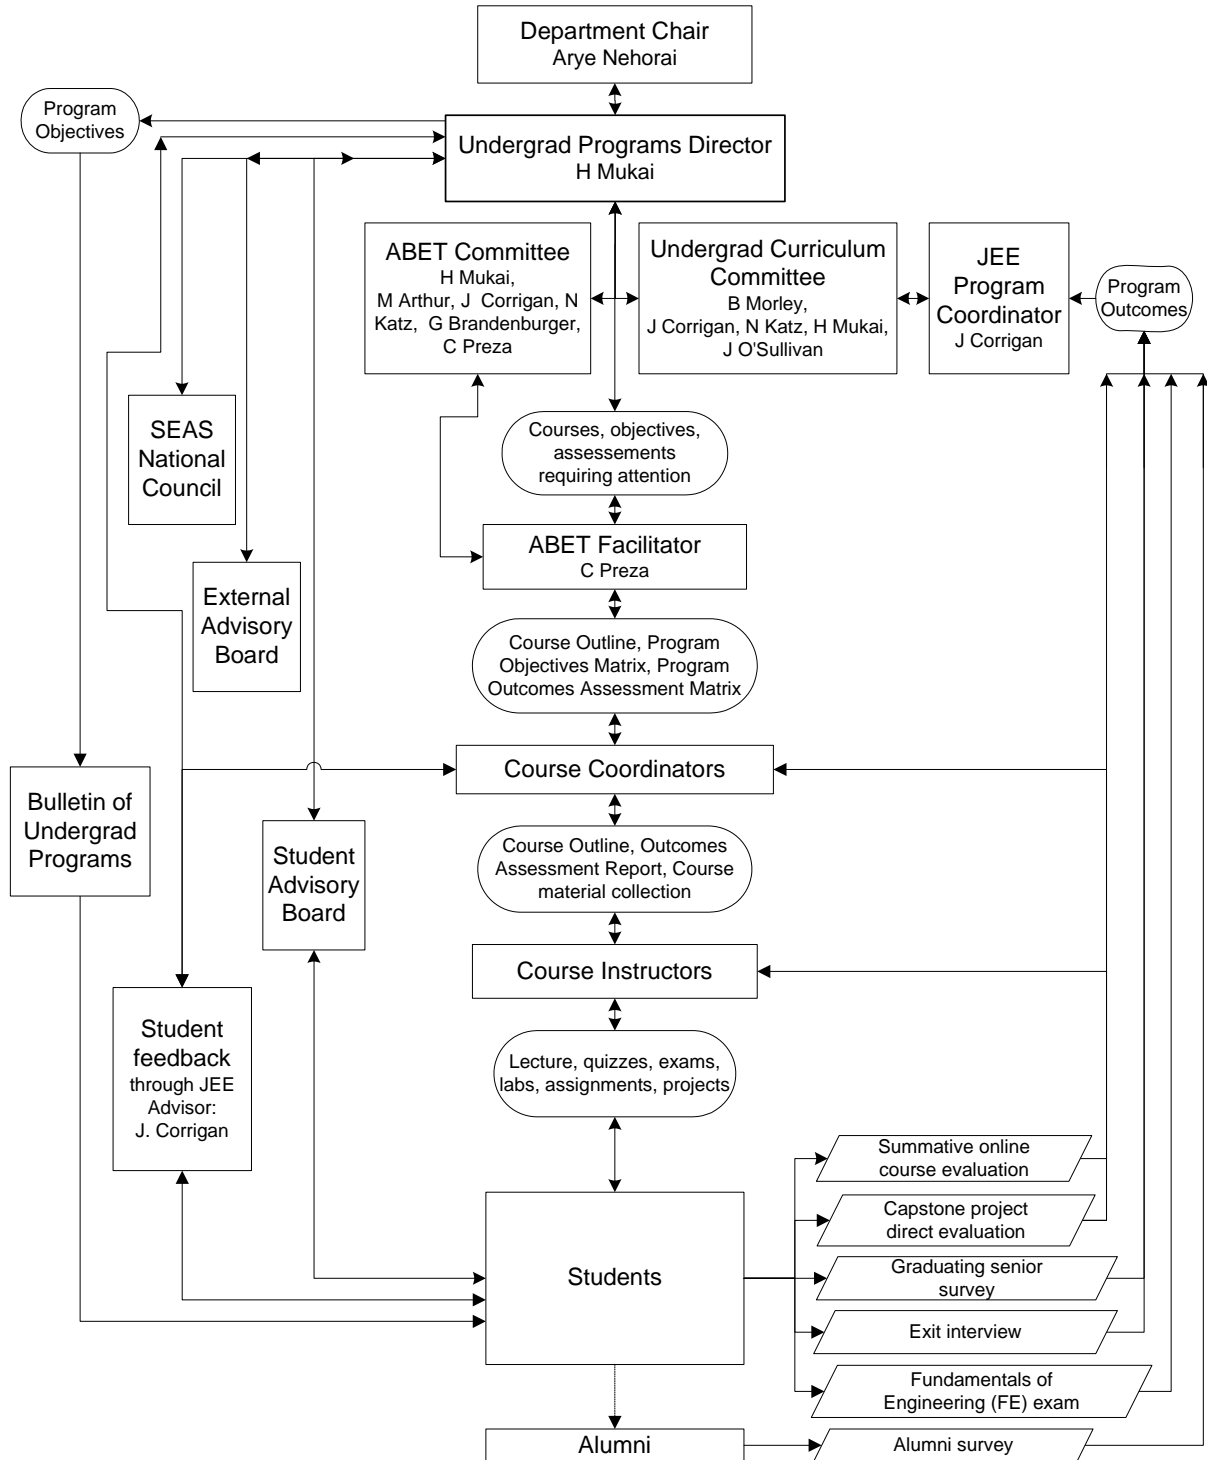 Department Chair
Arye Nehorai
Program
Objectives
Undergrad Programs Director
H Mukai
ABET Committee
H Mukai,
M Arthur, J  Corrigan, N
Katz,  G Brandenburger,
C Preza
Undergrad Curriculum
Committee
B Morley,
J Corrigan, N Katz, H Mukai,
J O'Sullivan
JEE
Program
Coordinator
J Corrigan
Program
Outcomes
SEAS
National
Council
Courses, objectives,
assessements
requiring attention
ABET Facilitator
C Preza
External
Advisory
Board
Course Outline, Program
Objectives Matrix, Program
Outcomes Assessment Matrix
Course Coordinators
Bulletin of
Undergrad
Programs
Student
Advisory
Board
Course Outline, Outcomes
Assessment Report, Course
material collection
Course Instructors
Student
feedback
through JEE
Advisor:
J. Corrigan
Lecture, quizzes, exams,
labs, assignments, projects
Summative online
course evaluation
Capstone project
direct evaluation
Students
Graduating senior
survey
Exit interview
Fundamentals of
Engineering (FE) exam
Alumni
Alumni survey